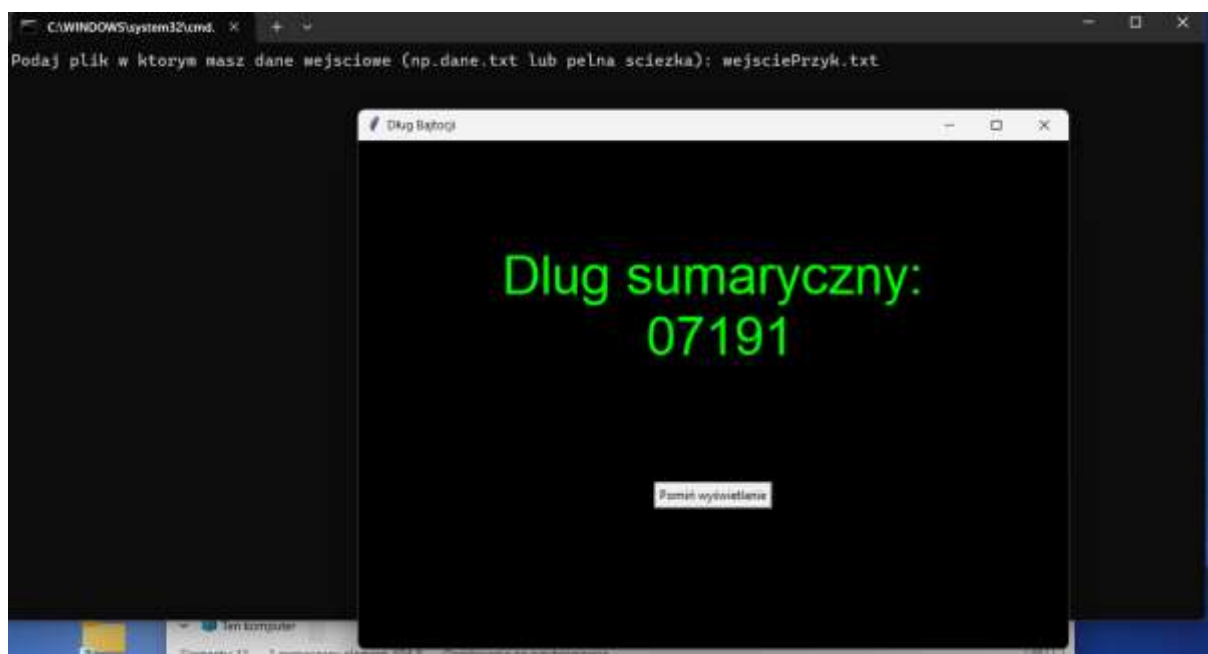 C:\WINDOWS\system32\cmd.
Podaj plik w ktorym masz dane wejsciowe (np.dane.txt lub pelna sciezka): wejsciePrzyk.txt
Dług Bajtocji
Dlug sumaryczny:
07191
Pomiń wyświetlanie
Ten komputer